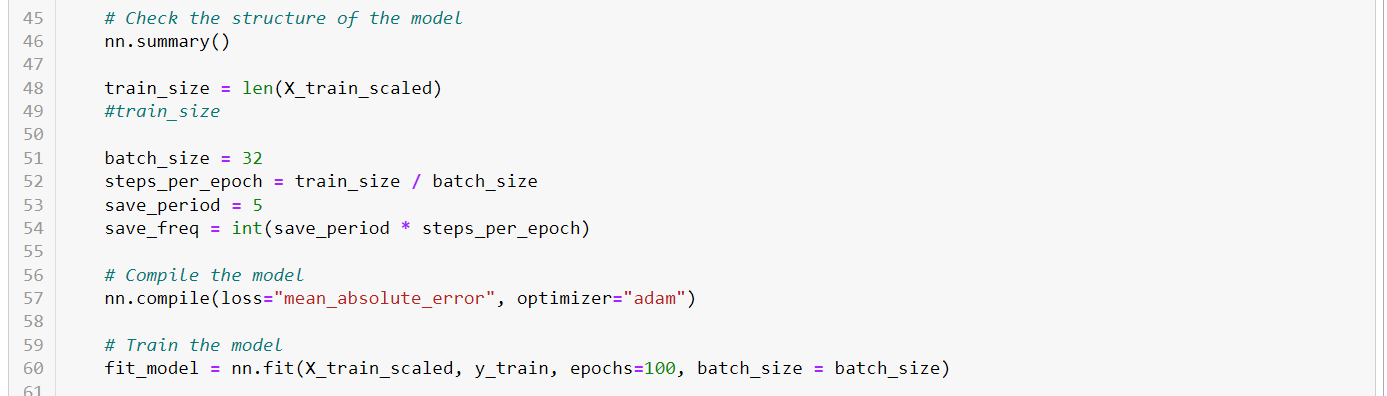 45 # Check the structure of the model
46 nn.summary()
47
48 train_size = len(X_train_scaled)
49 #train_size
50
51 batch_size = 32
52 steps_per_epoch = train_size / batch_size
53 save_period = 5
54 save_freq = int(save_period * steps_per_epoch)
55
56 # Compile the model
57 nn.compile(loss="mean_absolute_error", optimizer="adam")
58
59 # Train the model
60 fit_model = nn.fit(X_train_scaled, y_train, epochs=100, batch_size = batch_size)
61